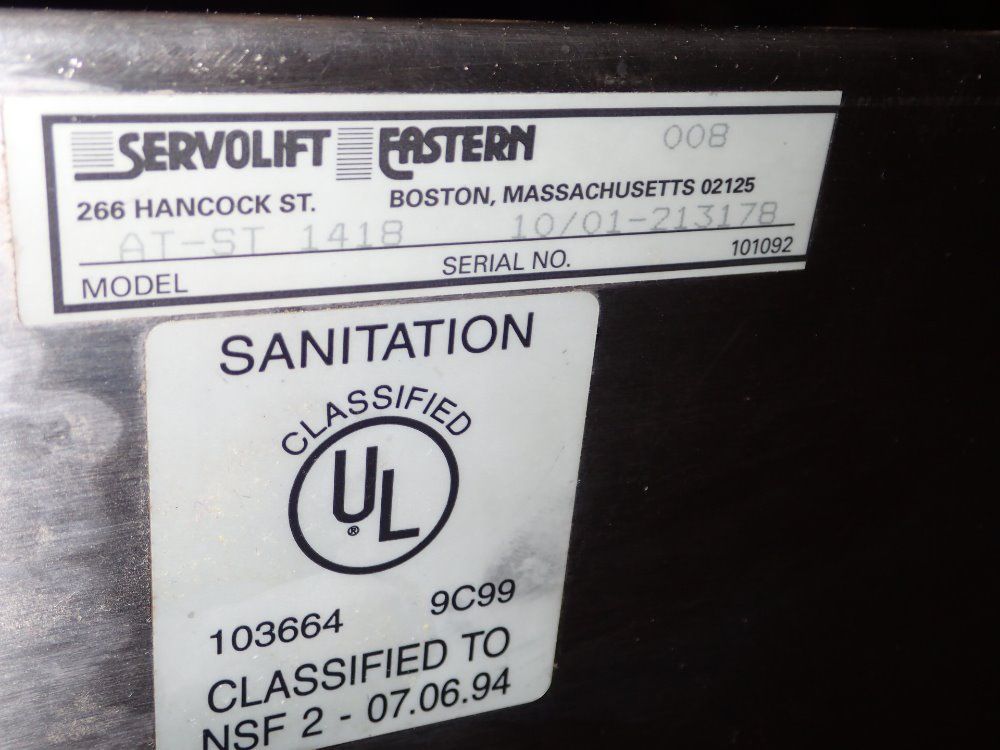 SERVOLIFT EASTERN 008
266 HANCOCK ST. BOSTON, MASSACHUSETTS 02125
AT-ST 1418 10/01-213178
MODEL SERIAL NO. 101092
SANITATION
CLASSIFIED
UL
®
103664 9C99
CLASSIFIED TO
NSF 2 - 07.06.94